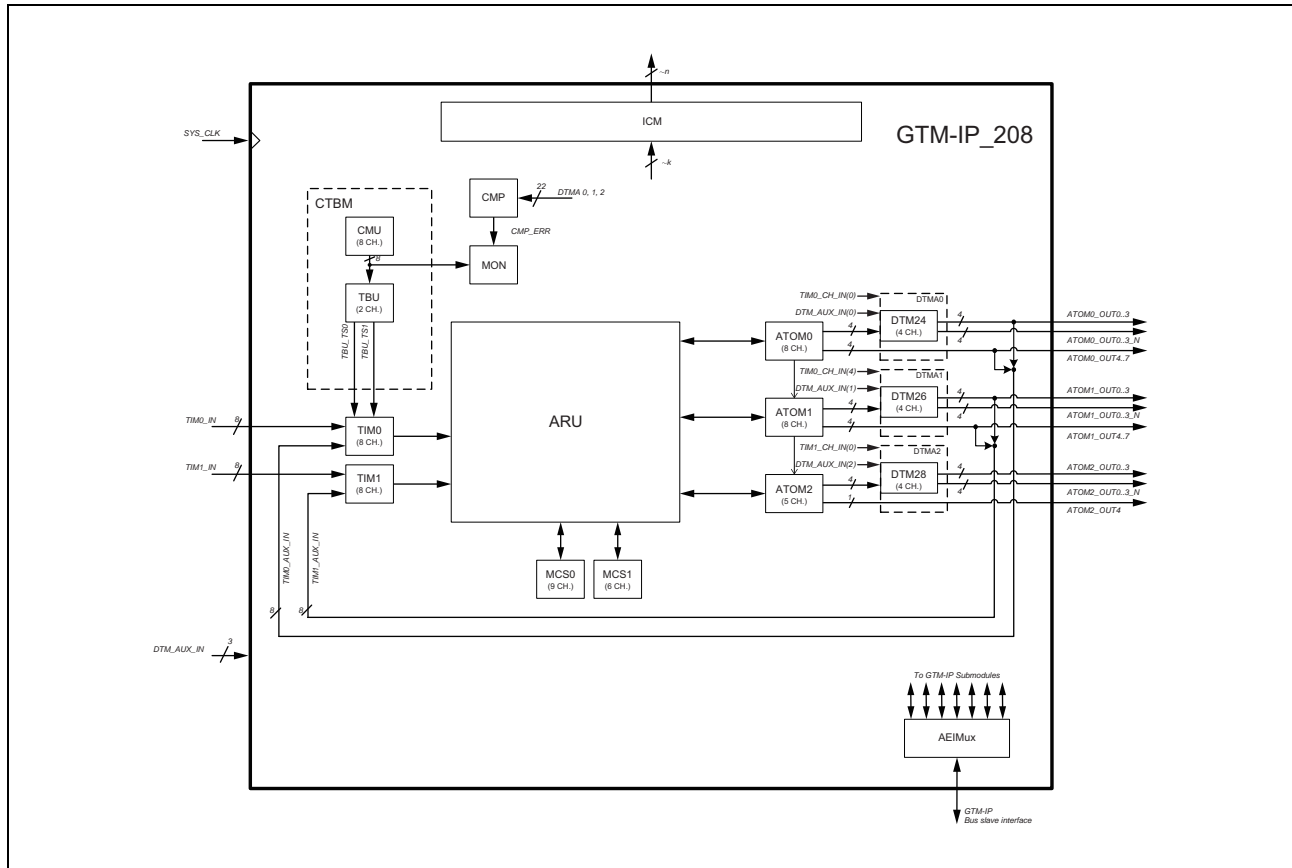 ~n
ICM
GTM-IP_208
SYS_CLK
~k
22
CMP
DTMA 0, 1, 2
CTBM
CMU
(8 CH.)
8
CMP_ERR
MON
TBU
(2 CH.)
TBU_TS0
TBU_TS1
TIM0_CH_IN(0)
DTMA0
DTM_AUX_IN(0)
DTM24
(4 CH.)
4
4
ATOM0_OUT0..3
ATOM0
(8 CH.)
4
4
ATOM0_OUT0..3_N
ATOM0_OUT4..7
TIM0_CH_IN(4)
DTMA1
DTM_AUX_IN(1)
DTM26
(4 CH.)
4
4
ATOM1_OUT0..3
ARU
ATOM1
(8 CH.)
4
4
ATOM1_OUT0..3_N
ATOM1_OUT4..7
TIM0_IN
8
TIM0
(8 CH.)
TIM1_CH_IN(0)
DTMA2
TIM1_IN
8
TIM1
(8 CH.)
DTM_AUX_IN(2)
DTM28
(4 CH.)
4
4
ATOM2_OUT0..3
ATOM2
(5 CH.)
4
1
ATOM2_OUT0..3_N
ATOM2_OUT4
TIM0_AUX_IN
TIM1_AUX_IN
MCS0
(9 CH.)
MCS1
(6 CH.)
8
8
DTM_AUX_IN
3
To GTM-IP Submodules
AEIMux
GTM-IP
Bus slave interface